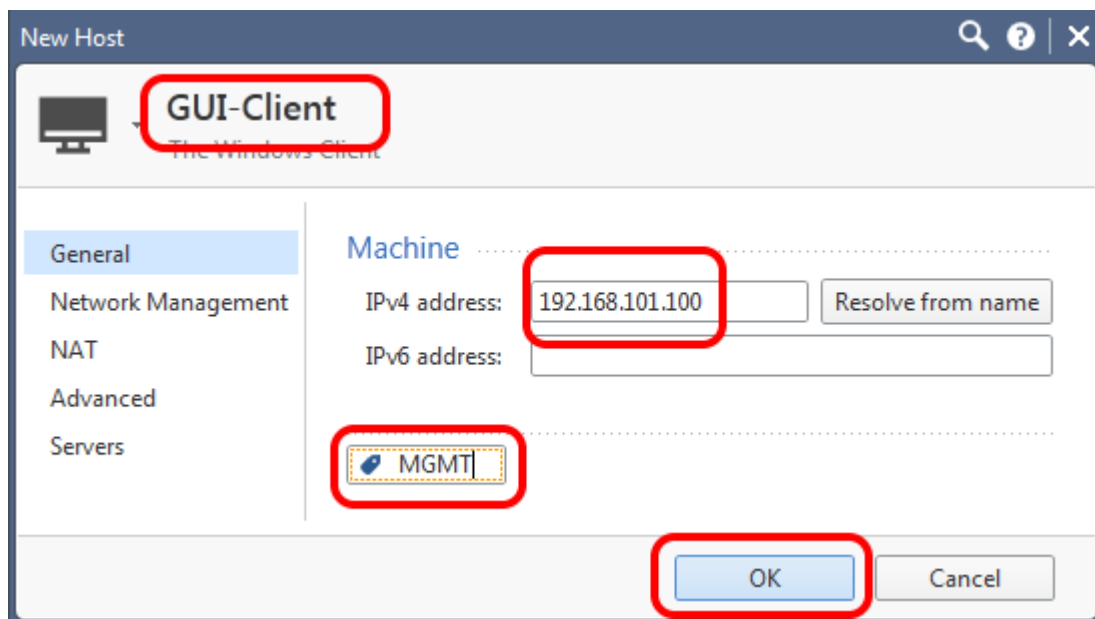 New Host
GUI-Client
The Windows Client
General
Network Management
NAT
Advanced
Servers
Machine
IPv4 address: 192.168.101.100 Resolve from name
IPv6 address:
MGMT
OK Cancel